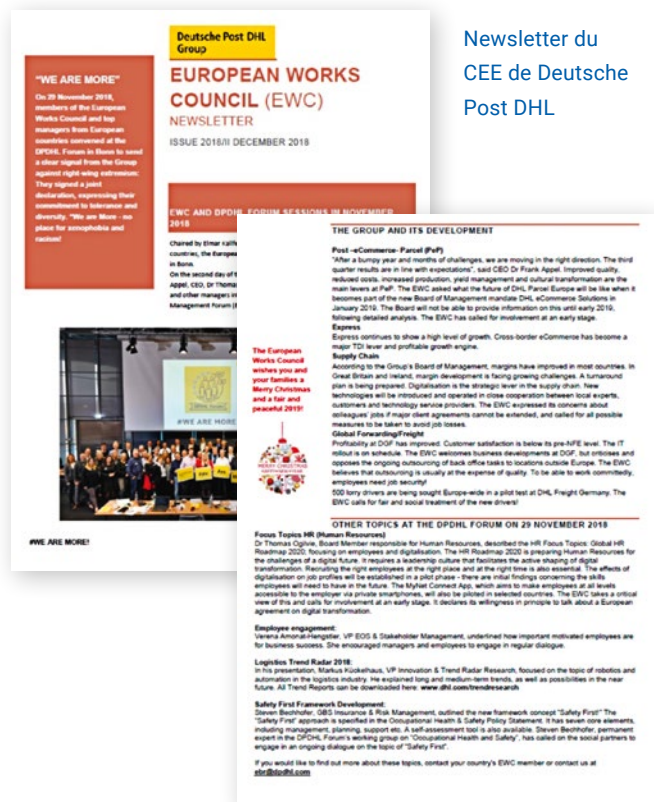 Newsletter du
CEE de Deutsche
Post DHL
Deutsche Post DHL
Group
EUROPEAN WORKS
COUNCIL (EWC)
NEWSLETTER
ISSUE 2018/II DECEMBER 2018
"WE ARE MORE"
On 29 November 2018,
members of the European
Works Council and top
managers from European
countries convened at the
DPDHL Forum in Bonn to send
a clear signal from the Group
against right-wing extremism:
They signed a joint
declaration, expressing their
commitment to tolerance and
diversity. "We are More - no
place for xenophobia and
racism!
EWC AND DPDHL FORUM SESSIONS IN NOVEMBER
2018
Chaired by Elmar
countries, the Europea
in Bonn.
On the second day of t
Appel, CEO, Dr Thomas
and other managers in
Management Forum
#WE ARE MORE
#WE ARE MORE!
THE GROUP AND ITS DEVELOPMENT
Post –eCommerce- Parcel (PeP)
"After a bumpy year and months of challenges, we are moving in the right direction. The third
quarter results are in line with expectations", said CEO Dr Frank Appel. Improved quality,
reduced costs, increased production, yield management and cultural transformation are the
main levers at PeP. The EWC asked what the future of DHL Parcel Europe will be like when it
becomes part of the new Board of Management mandate DHL eCommerce Solutions in
January 2019. The Board will not be able to provide information on this until early 2019,
following detailed analysis. The EWC has called for involvement at an early stage.
Express
Express continues to show a high level of growth. Cross-border eCommerce has become a
major TDI lever and profitable growth engine.
Supply Chain
According to the Group's Board of Management, margins have improved in most countries. In
Great Britain and Ireland, margin development is facing growing challenges. A turnaround
plan is being prepared. Digitalisation is the strategic lever in the supply chain. New
technologies will be introduced and operated in close cooperation between local experts,
customers and technology service providers. The EWC expressed its concerns about
colleagues' jobs if major client agreements cannot be extended, and called for all possible
measures to be taken to avoid job losses.
Global Forwarding/Freight
Profitability at DGF has improved. Customer satisfaction is below its pre-NFE level. The IT
rollout is on schedule. The EWC welcomes business developments at DGF, but criticises and
opposes the ongoing outsourcing of back office tasks to locations outside Europe. The EWC
believes that outsourcing is usually at the expense of quality. To be able to work committedly,
employees need job security!
500 lorry drivers are being sought Europe-wide in a pilot test at DHL Freight Germany. The
EWC calls for fair and social treatment of the new drivers!
The European
Works Council
wishes you and
your families a
Merry Christmas
and a fair and
peaceful 2019!
MERRY CHRISTMAS
OTHER TOPICS AT THE DPDHL FORUM ON 29 NOVEMBER 2018
Focus Topics HR (Human Resources)
Dr Thomas Ogilvie, Board Member responsible for Human Resources, described the HR Focus Topics: Global HR
Roadmap 2020, focusing on employees and digitalisation. The HR Roadmap 2020 is preparing Human Resources for
the challenges of a digital future. It requires a leadership culture that facilitates the active shaping of digital
transformation. Recruiting the right employees at the right place and at the right time is also essential. The effects of
digitalisation on job profiles will be established in a pilot phase - there are initial findings concerning the skills
employees will need to have in the future. The MyNet Connect App, which aims to make employees at all levels
accessible to the employer via private smartphones, will also be piloted in selected countries. The EWC takes a critical
view of this and calls for involvement at an early stage. It declares its willingness in principle to talk about a European
agreement on digital transformation.
Employee engagement:
Verena Amonat-Hengstler, VP EOS & Stakeholder Management, underlined how important motivated employees are
for business success. She encouraged managers and employees to engage in regular dialogue.
Logistics Trend Radar 2018:
In his presentation, Markus Kückelhaus, VP Innovation & Trend Radar Research, focused on the topic of robotics and
automation in the logistics industry. He explained long and medium-term trends, as well as possibilities in the near
future. All Trend Reports can be downloaded here: www.dhl.com/trendresearch
Safety First Framework Development:
Steven Bechhofer, GBS Insurance & Risk Management, outlined the new framework concept "Safety First!" The
"Safety First" approach is specified in the Occupational Health & Safety Policy Statement. It has seven core elements,
including management, planning, support etc. A self-assessment tool is also available. Steven Bechhofer, permanent
expert in the DPDHL Forum's working group on "Occupational Health and Safety", has called on the social partners to
engage in an ongoing dialogue on the topic of "Safety First".
If you would like to find out more about these topics, contact your country's EWC member or contact us at
ebr@dpdhl.com